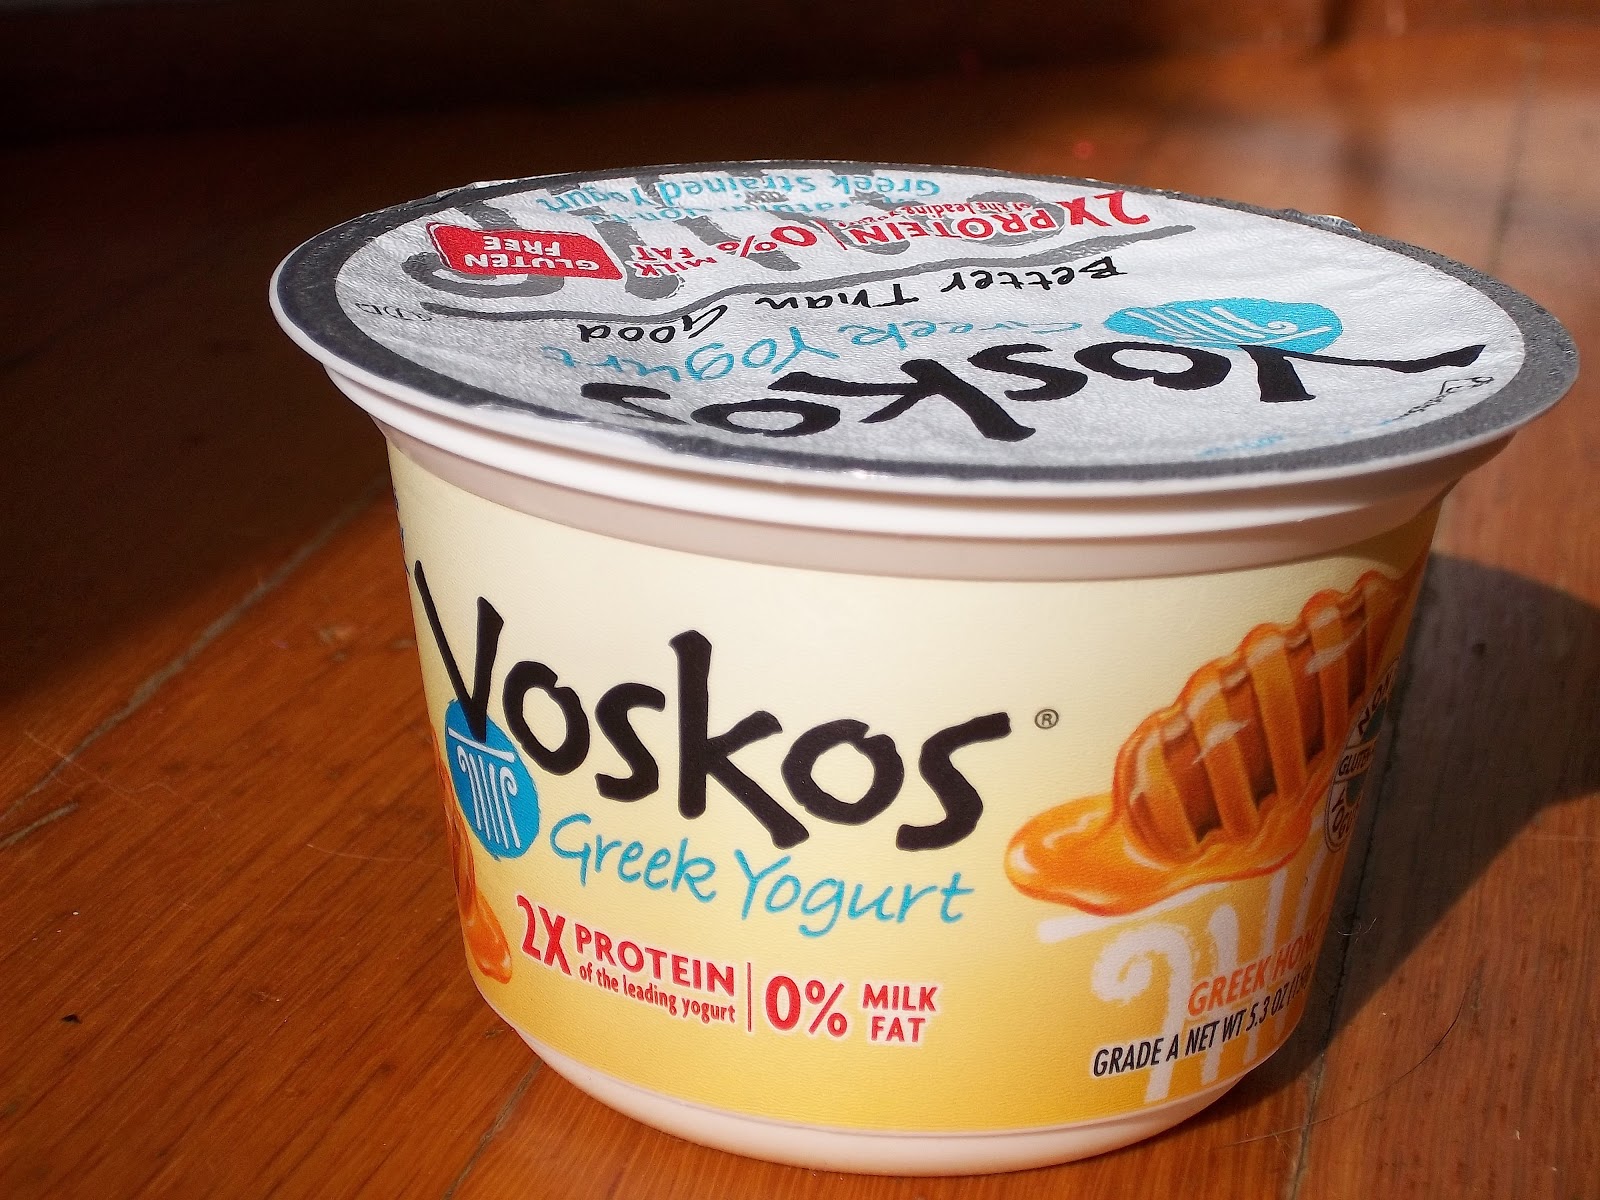 Greek Strained Yogurt
2X PROTEIN
of the leading yogurt
0% MILK
FAT
GLUTEN
FREE
Better Than Good
Greek Yogurt
Voskos
Voskos®
Greek Yogurt
2X PROTEIN
of the leading yogurt
0% MILK
FAT
GREEK
GRADE A NET WT 5.3 OZ